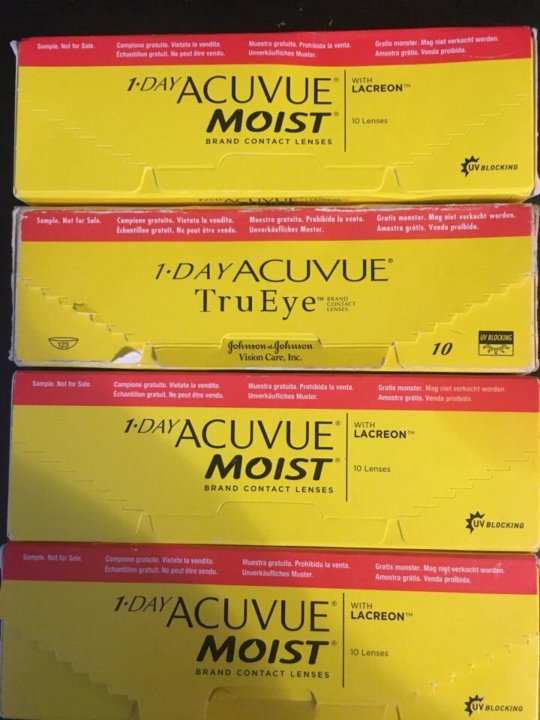 Sample. Not for Sale.
Campione gratuito. Vietata la vendita.
Échantillon gratuit. Ne peut être vendu.
Muestra gratuita. Prohibida la venta.
Unverkäufliches Muster.
Gratis monster. Mag niet verkocht worden.
Amostra grátis. Venda proibida.
1·DAY ACUVUE®
MOIST®
BRAND CONTACT LENSES
WITH
LACREON™
10 Lenses
UV BLOCKING
Sample. Not for Sale.
Campione gratuito. Vietata la vendita.
Échantillon gratuit. Ne peut être vendu.
Muestra gratuita. Prohibida la venta.
Unverkäufliches Muster.
Gratis monster. Mag niet verkocht worden.
Amostra grátis. Venda proibida.
1·DAY ACUVUE®
TruEye™ BRAND
CONTACT
LENSES
123
Johnson & Johnson
Vision Care, Inc.
10
UV BLOCKING
Sample. Not for Sale.
Campione gratuito. Vietata la vendita.
Échantillon gratuit. Ne peut être vendu.
Muestra gratuita. Prohibida la venta.
Unverkäufliches Muster.
Gratis monster. Mag niet verkocht worden.
Amostra grátis. Venda proibida.
1·DAY ACUVUE®
MOIST®
BRAND CONTACT LENSES
WITH
LACREON™
10 Lenses
UV BLOCKING
Sample. Not for Sale.
Campione gratuito. Vietata la vendita.
Échantillon gratuit. Ne peut être vendu.
Muestra gratuita. Prohibida la venta.
Unverkäufliches Muster.
Gratis monster. Mag niet verkocht worden.
Amostra grátis. Venda proibida.
1·DAY ACUVUE®
MOIST®
BRAND CONTACT LENSES
WITH
LACREON™
10 Lenses
UV BLOCKING